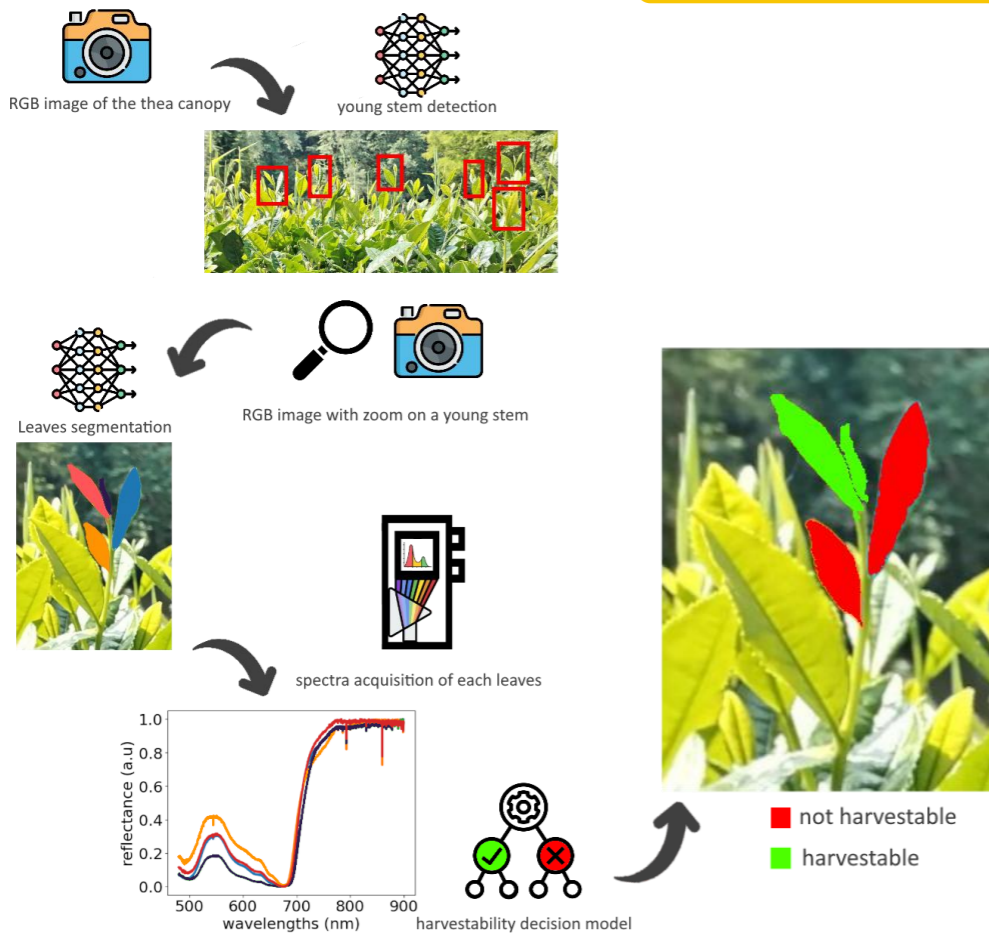 RGB image of the thea canopy
young stem detection
RGB image with zoom on a young stem
Leaves segmentation
spectra acquisition of each leaves
1.0
0.8
0.6
0.4
0.2
0.0
reflectance (a.u)
500
600
700
800
900
wavelengths (nm)
harvestability decision model
not harvestable
harvestable